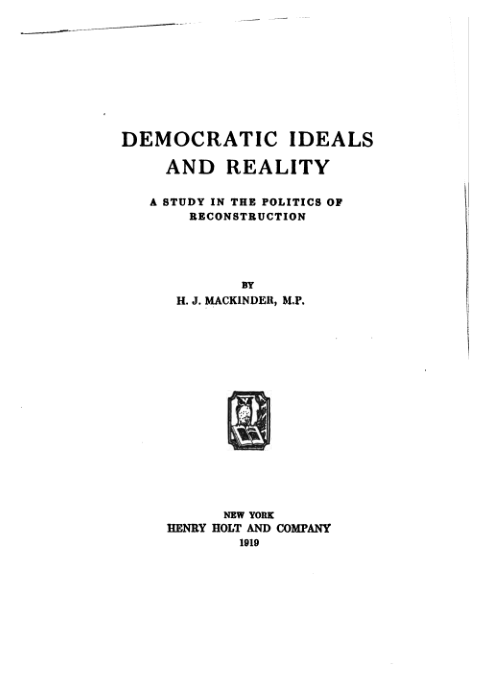 DEMOCRATIC IDEALS
AND REALITY
A STUDY IN THE POLITICS OF
RECONSTRUCTION
BY
H. J. MACKINDER, M.P.
NEW YORK
HENRY HOLT AND COMPANY
1919